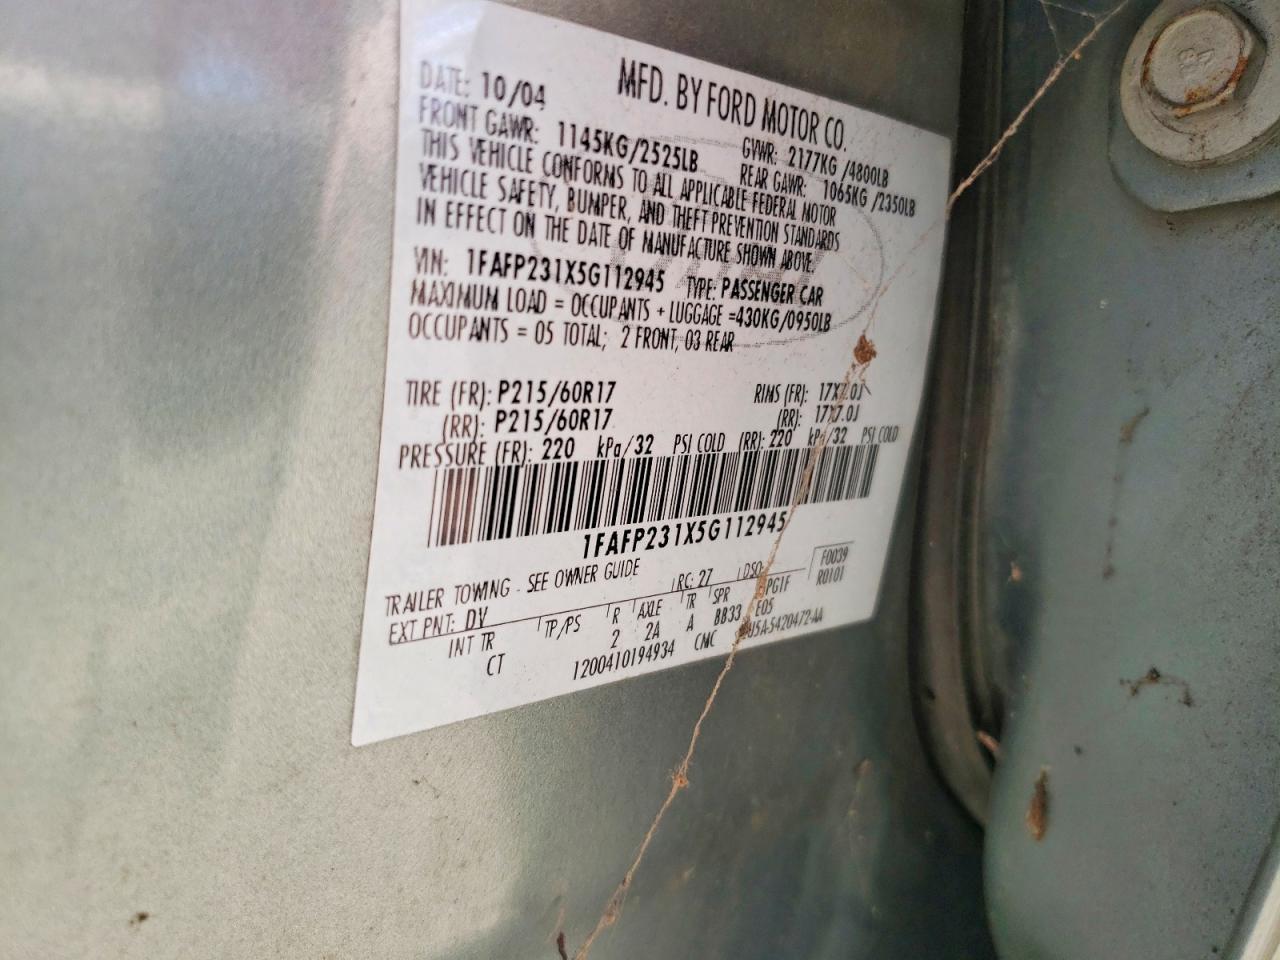 MFD. BY FORD MOTOR CO.
DATE: 10/04 GVWR: 2177KG /4800LB
FRONT GAWR: 1145KG/2525LB REAR GAWR: 1065KG /2350LB
THIS VEHICLE CONFORMS TO ALL APPLICABLE FEDERAL MOTOR
VEHICLE SAFETY, BUMPER, AND THEFT PREVENTION STANDARDS
IN EFFECT ON THE DATE OF MANUFACTURE SHOWN ABOVE.
VIN: 1FAFP231X5G112945 TYPE: PASSENGER CAR
MAXIMUM LOAD = OCCUPANTS + LUGGAGE =430KG/0950LB
OCCUPANTS = 05 TOTAL; 2 FRONT, 03 REAR
TIRE (FR): P215/60R17 RIMS (FR): 17X7.0J
(RR): P215/60R17 (RR): 17X7.0J
PRESSURE (FR): 220 kPa/32 PSI COLD (RR): 220 kPa/32 PSI COLD
1FAFP231X5G112945
TRAILER TOWING - SEE OWNER GUIDE
EXT PNT: DV RC: 27 DSO: F0039
R0101
INT TR TP/PS R AXLE TR SPR
CT 2 2A A BB33 E05
1200410194934 CMC
84